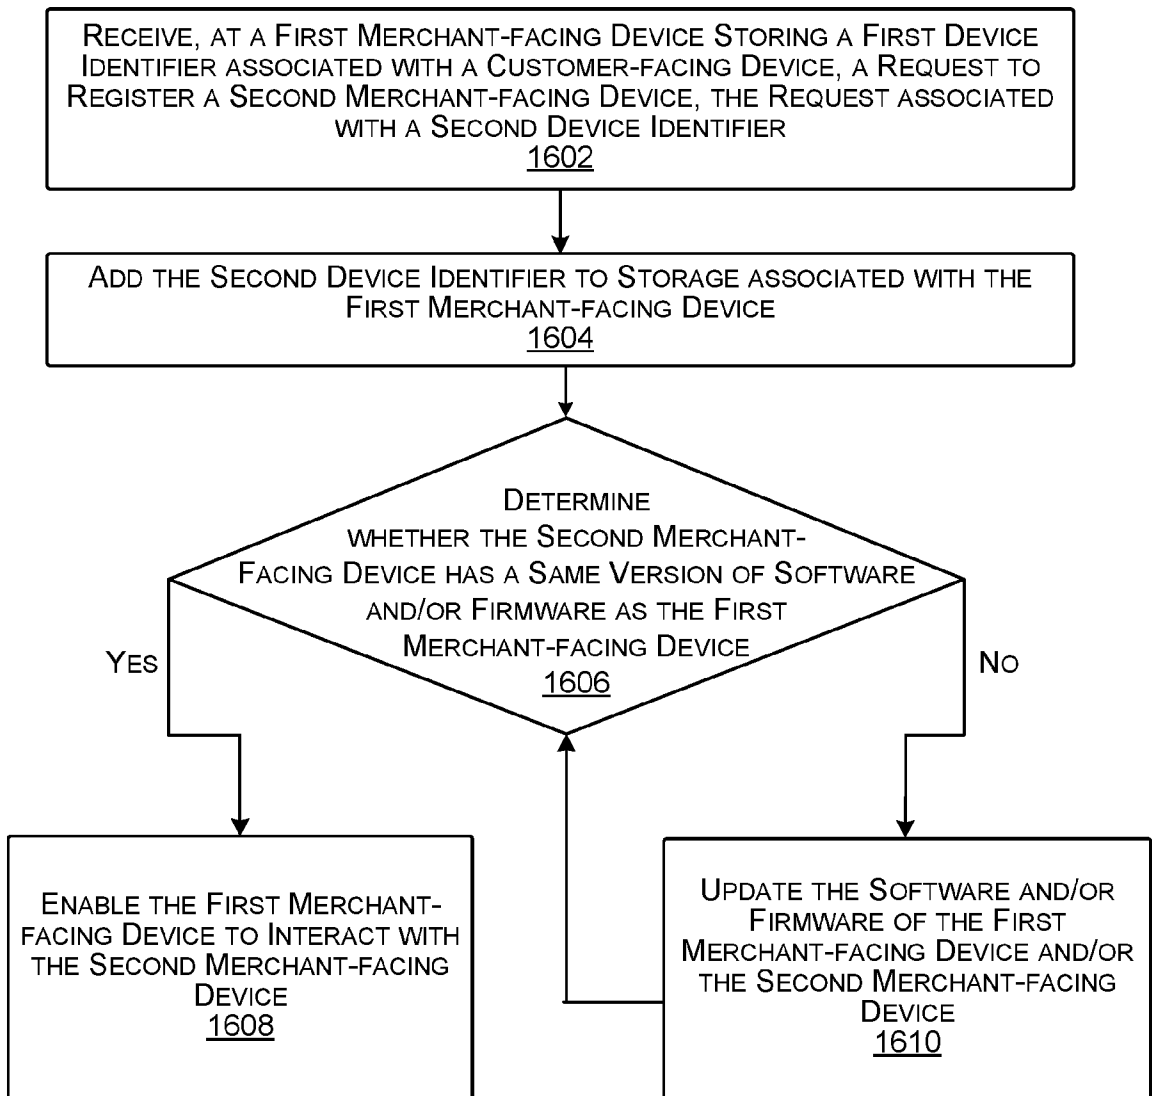 RECEIVE, AT A FIRST MERCHANT-FACING DEVICE STORING A FIRST DEVICE
IDENTIFIER ASSOCIATED WITH A CUSTOMER-FACING DEVICE, A REQUEST TO
REGISTER A SECOND MERCHANT-FACING DEVICE, THE REQUEST ASSOCIATED
WITH A SECOND DEVICE IDENTIFIER
1602
ADD THE SECOND DEVICE IDENTIFIER TO STORAGE ASSOCIATED WITH THE
FIRST MERCHANT-FACING DEVICE
1604
DETERMINE
WHETHER THE SECOND MERCHANT-
FACING DEVICE HAS A SAME VERSION OF SOFTWARE
AND/OR FIRMWARE AS THE FIRST
MERCHANT-FACING DEVICE
1606
YES
NO
ENABLE THE FIRST MERCHANT-
FACING DEVICE TO INTERACT WITH
THE SECOND MERCHANT-FACING
DEVICE
1608
UPDATE THE SOFTWARE AND/OR
FIRMWARE OF THE FIRST
MERCHANT-FACING DEVICE AND/OR
THE SECOND MERCHANT-FACING
DEVICE
1610